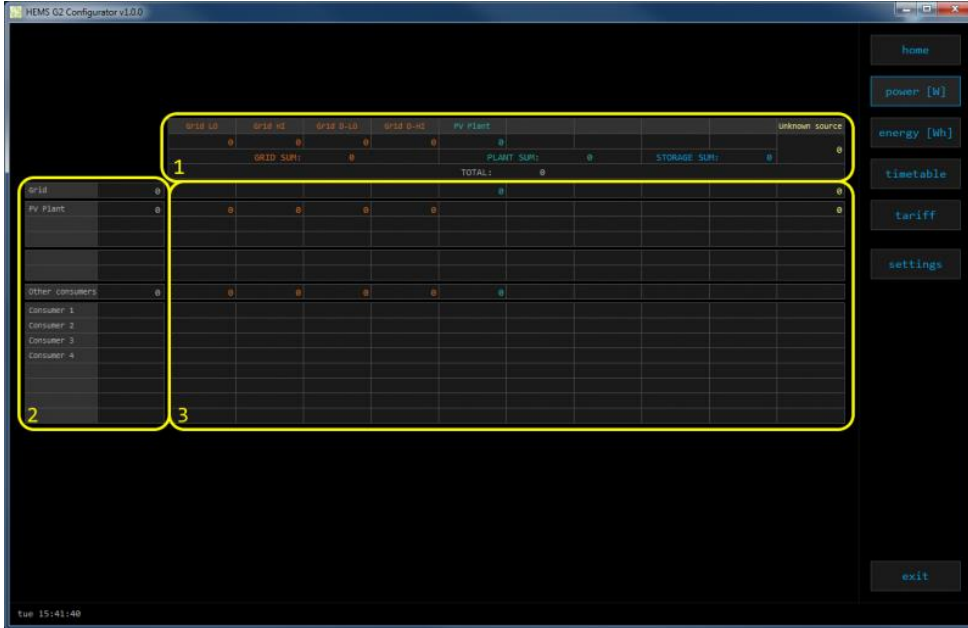 HEMS G2 Configurator v1.0.0
home
power [W]
Grid LO Grid HI Grid D-LO Grid D-HI PV Plant Unknown source
energy [Wh]
0 0 0 0 0 0
GRID SUM: 0 PLANT SUM: 0 STORAGE SUM: 0
1 TOTAL: 0
timetable
Grid 0 0 0
PV Plant 0 0 0 0 0 0
tariff
settings
Other consumers 0 0 0 0 0 0
Consumer 1
Consumer 2
Consumer 3
Consumer 4
2 3
exit
tue 15:41:40